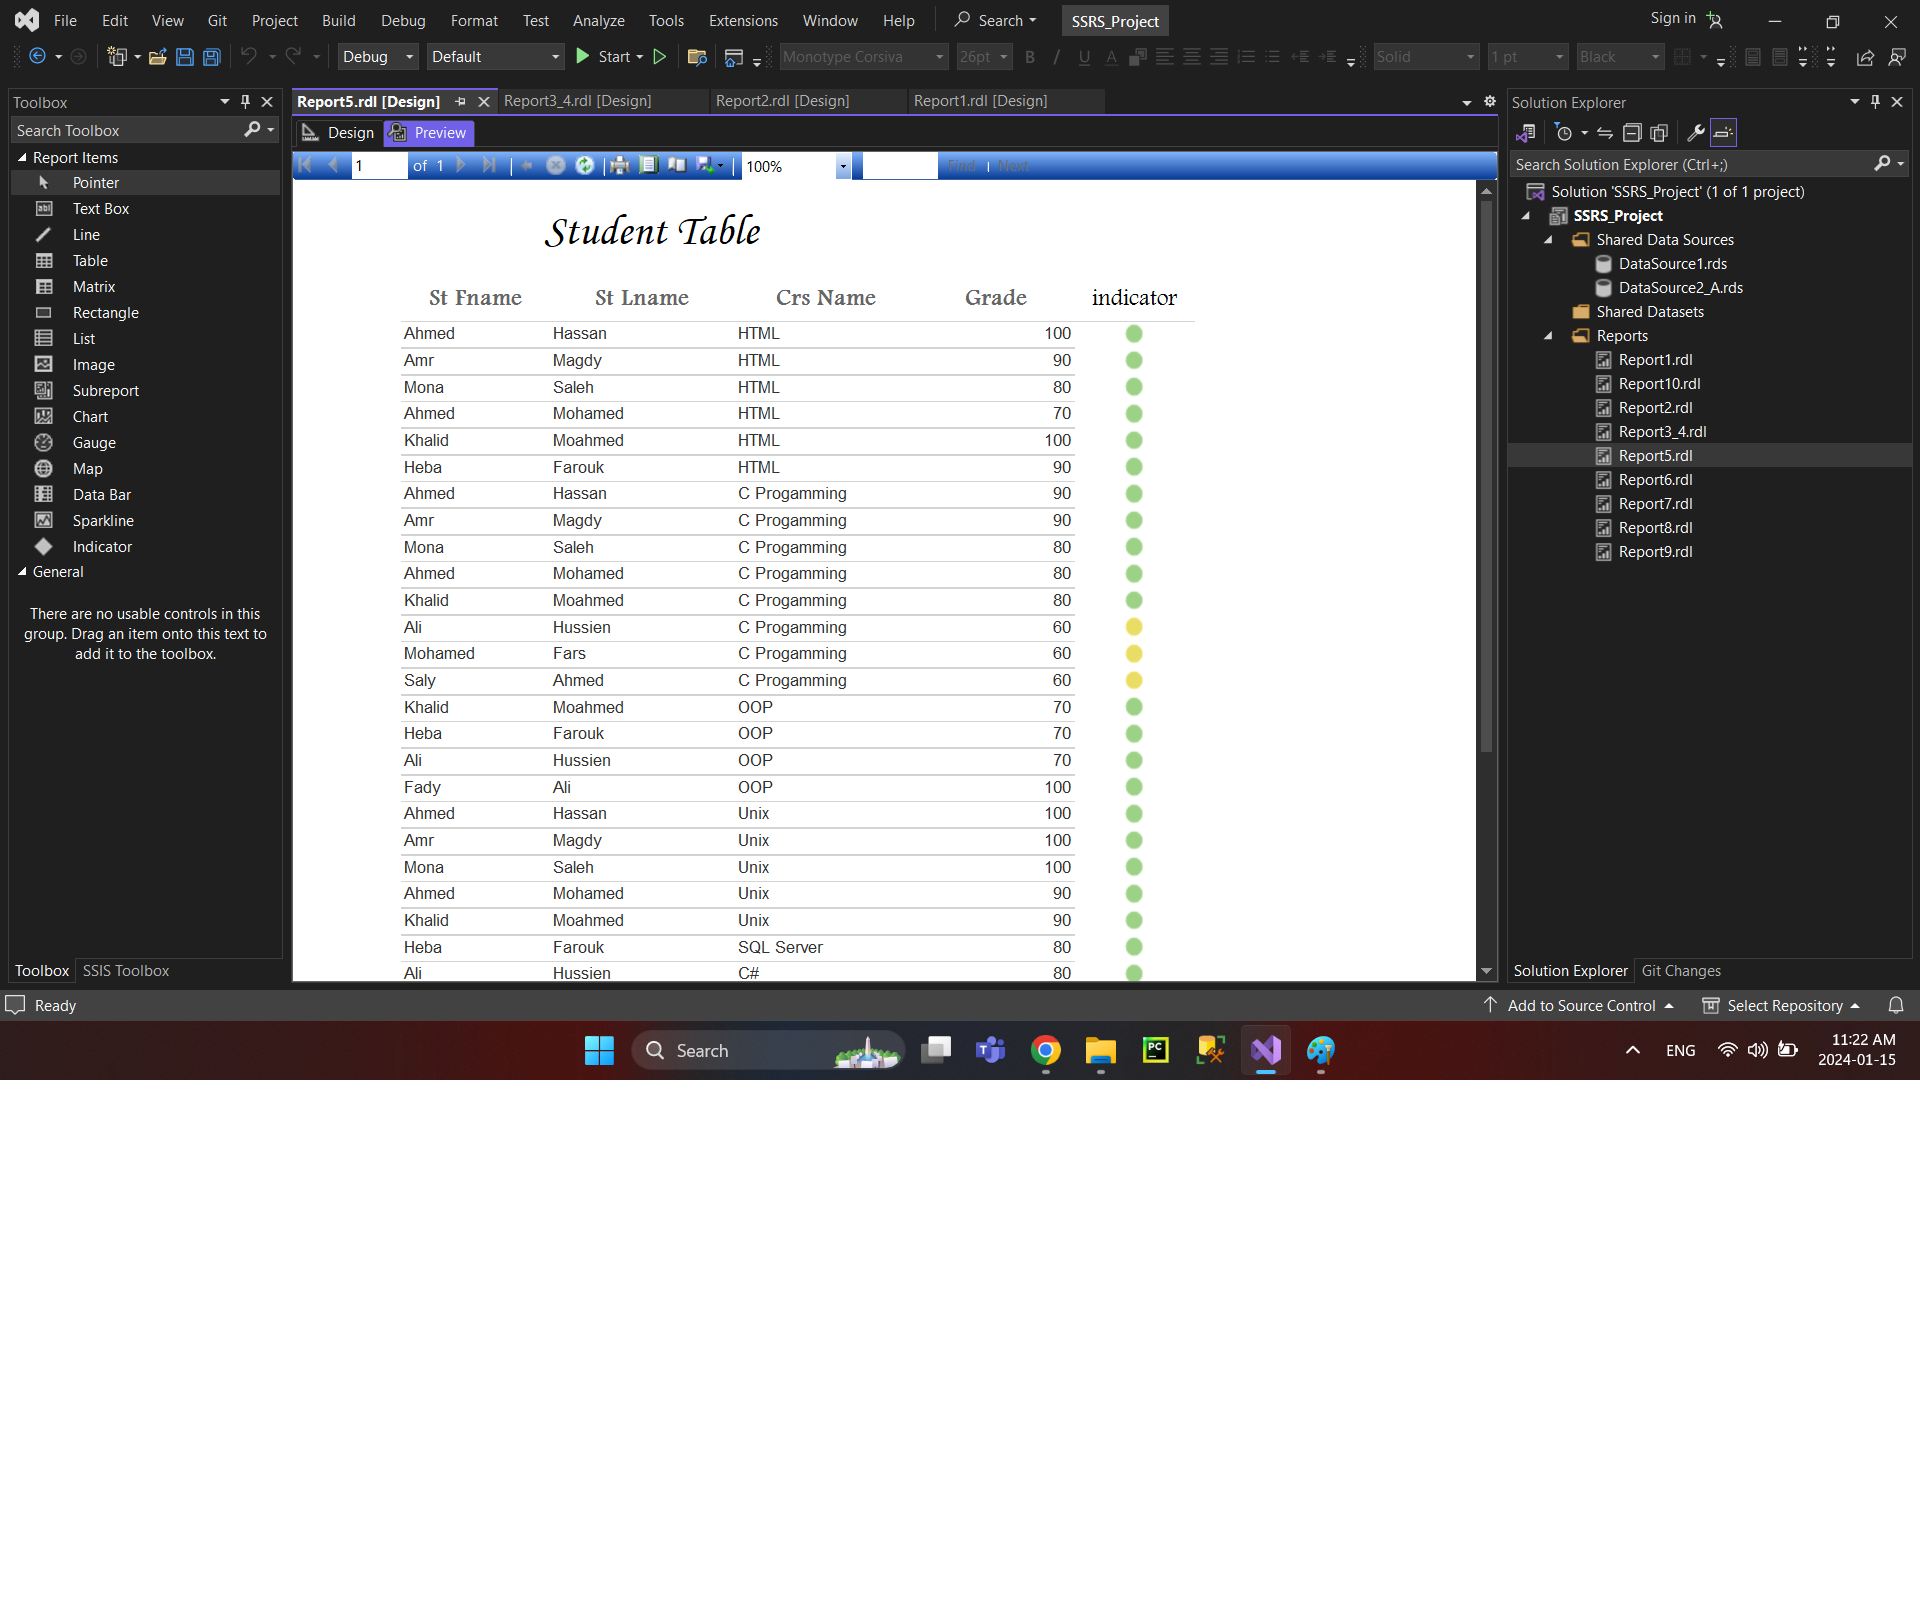 File Edit View Git Project Build Debug Format Test Analyze Tools Extensions Window Help Search SSRS_Project Sign in
Debug Default Start Monotype Corsiva 26pt B I U A Solid 1 pt Black
Toolbox
Search Toolbox
Report Items
Pointer
Text Box
Line
Table
Matrix
Rectangle
List
Image
Subreport
Chart
Gauge
Map
Data Bar
Sparkline
Indicator
General
There are no usable controls in this
group. Drag an item onto this text to
add it to the toolbox.
Toolbox SSIS Toolbox
Report5.rdl [Design] Report3_4.rdl [Design] Report2.rdl [Design] Report1.rdl [Design]
Design Preview
1 of 1 100% Find | Next
Student Table
St Fname St Lname Crs Name Grade indicator
Ahmed Hassan HTML 100
Amr Magdy HTML 90
Mona Saleh HTML 80
Ahmed Mohamed HTML 70
Khalid Moahmed HTML 100
Heba Farouk HTML 90
Ahmed Hassan C Progamming 90
Amr Magdy C Progamming 90
Mona Saleh C Progamming 80
Ahmed Mohamed C Progamming 80
Khalid Moahmed C Progamming 80
Ali Hussien C Progamming 60
Mohamed Fars C Progamming 60
Saly Ahmed C Progamming 60
Khalid Moahmed OOP 70
Heba Farouk OOP 70
Ali Hussien OOP 70
Fady Ali OOP 100
Ahmed Hassan Unix 100
Amr Magdy Unix 100
Mona Saleh Unix 100
Ahmed Mohamed Unix 90
Khalid Moahmed Unix 90
Heba Farouk SQL Server 80
Ali Hussien C# 80
Solution Explorer
Search Solution Explorer (Ctrl+;)
Solution 'SSRS_Project' (1 of 1 project)
SSRS_Project
Shared Data Sources
DataSource1.rds
DataSource2_A.rds
Shared Datasets
Reports
Report1.rdl
Report10.rdl
Report2.rdl
Report3_4.rdl
Report5.rdl
Report6.rdl
Report7.rdl
Report8.rdl
Report9.rdl
Solution Explorer Git Changes
Ready Add to Source Control Select Repository
Search ENG 11:22 AM
2024-01-15